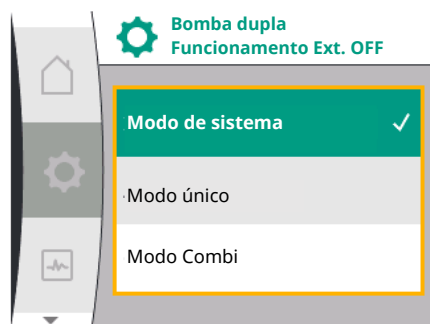 Bomba dupla
Funcionamento Ext. OFF
Modo de sistema
Modo único
Modo Combi